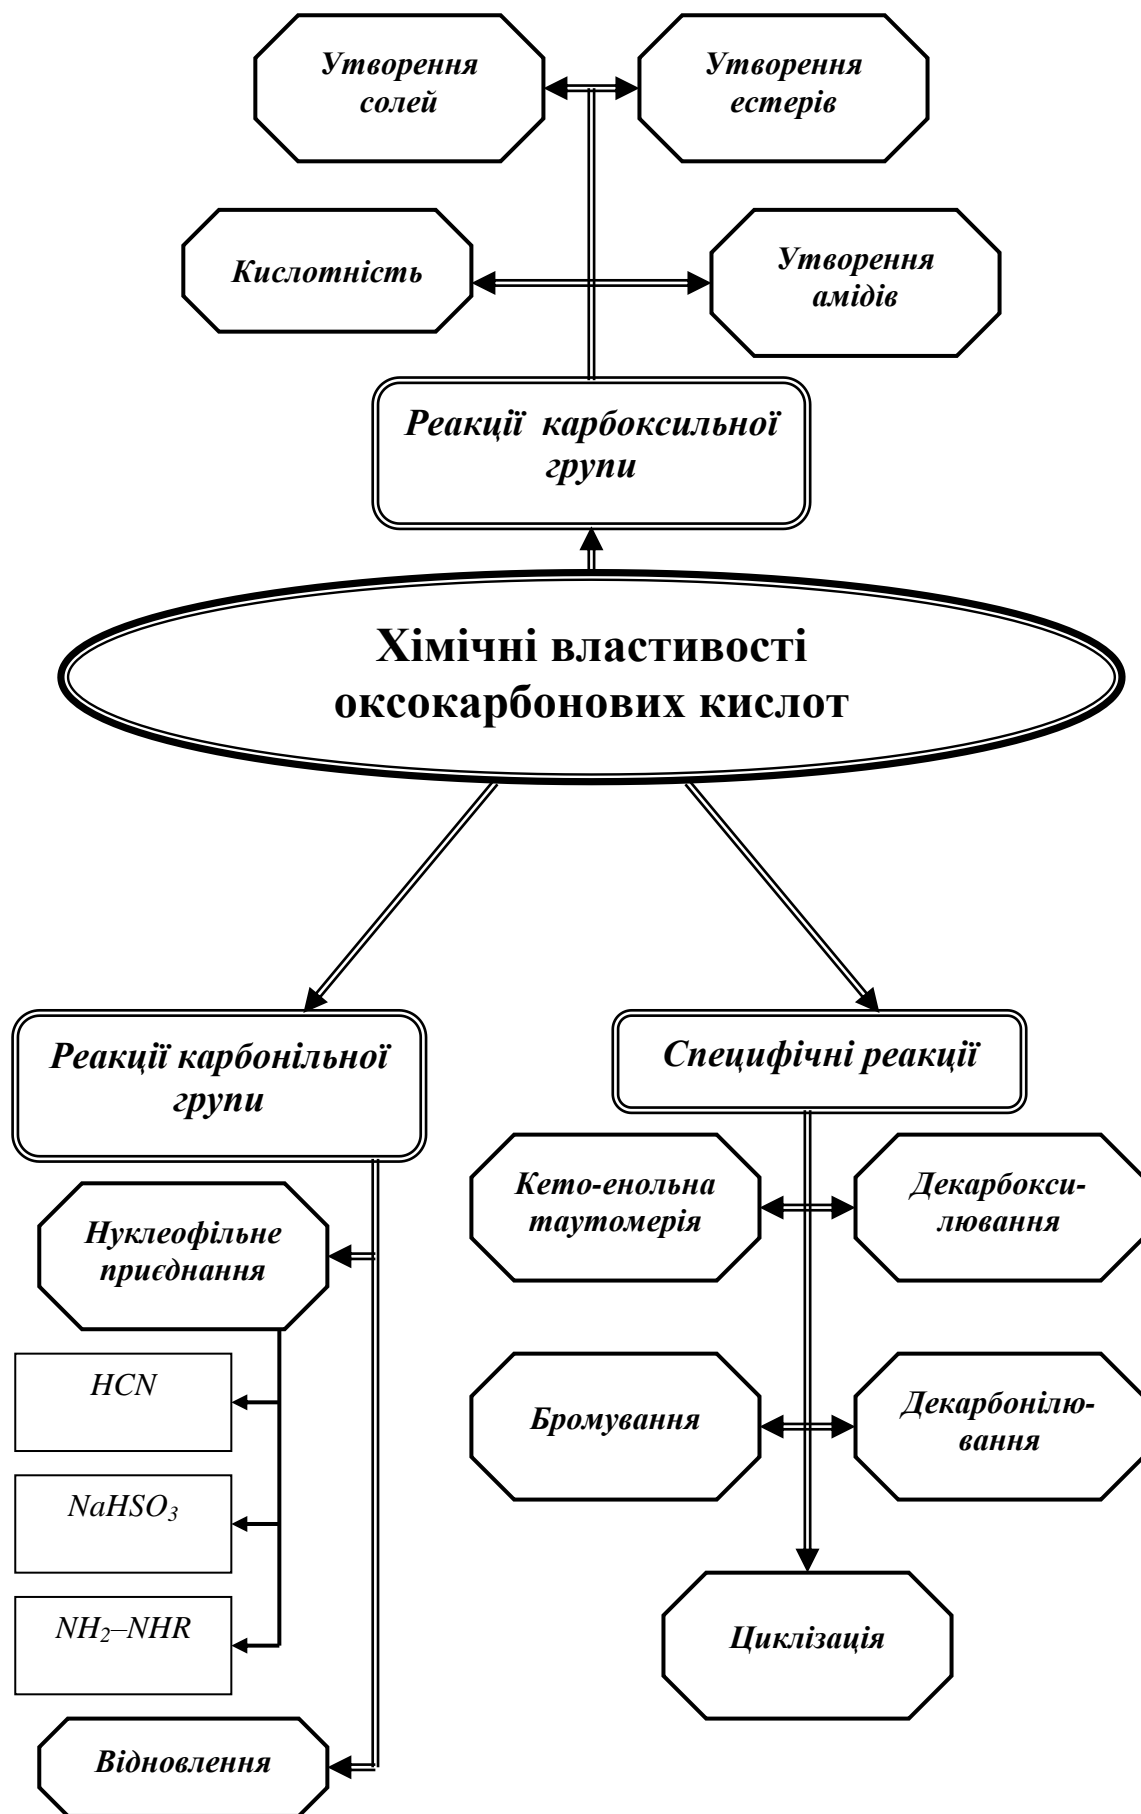 Утворення
солей
Утворення
естерів
Кислотність
Утворення
амідів
Реакції карбоксильної
групи
Хімічні властивості
оксокарбонових кислот
Реакції карбонільної
групи
Нуклеофільне
приєднання
HCN
NaHSO₃
NH₂–NHR
Відновлення
Специфічні реакції
Кето-енольна
таутомерія
Декарбокси-
лювання
Бромування
Декарбонілю-
вання
Циклізація